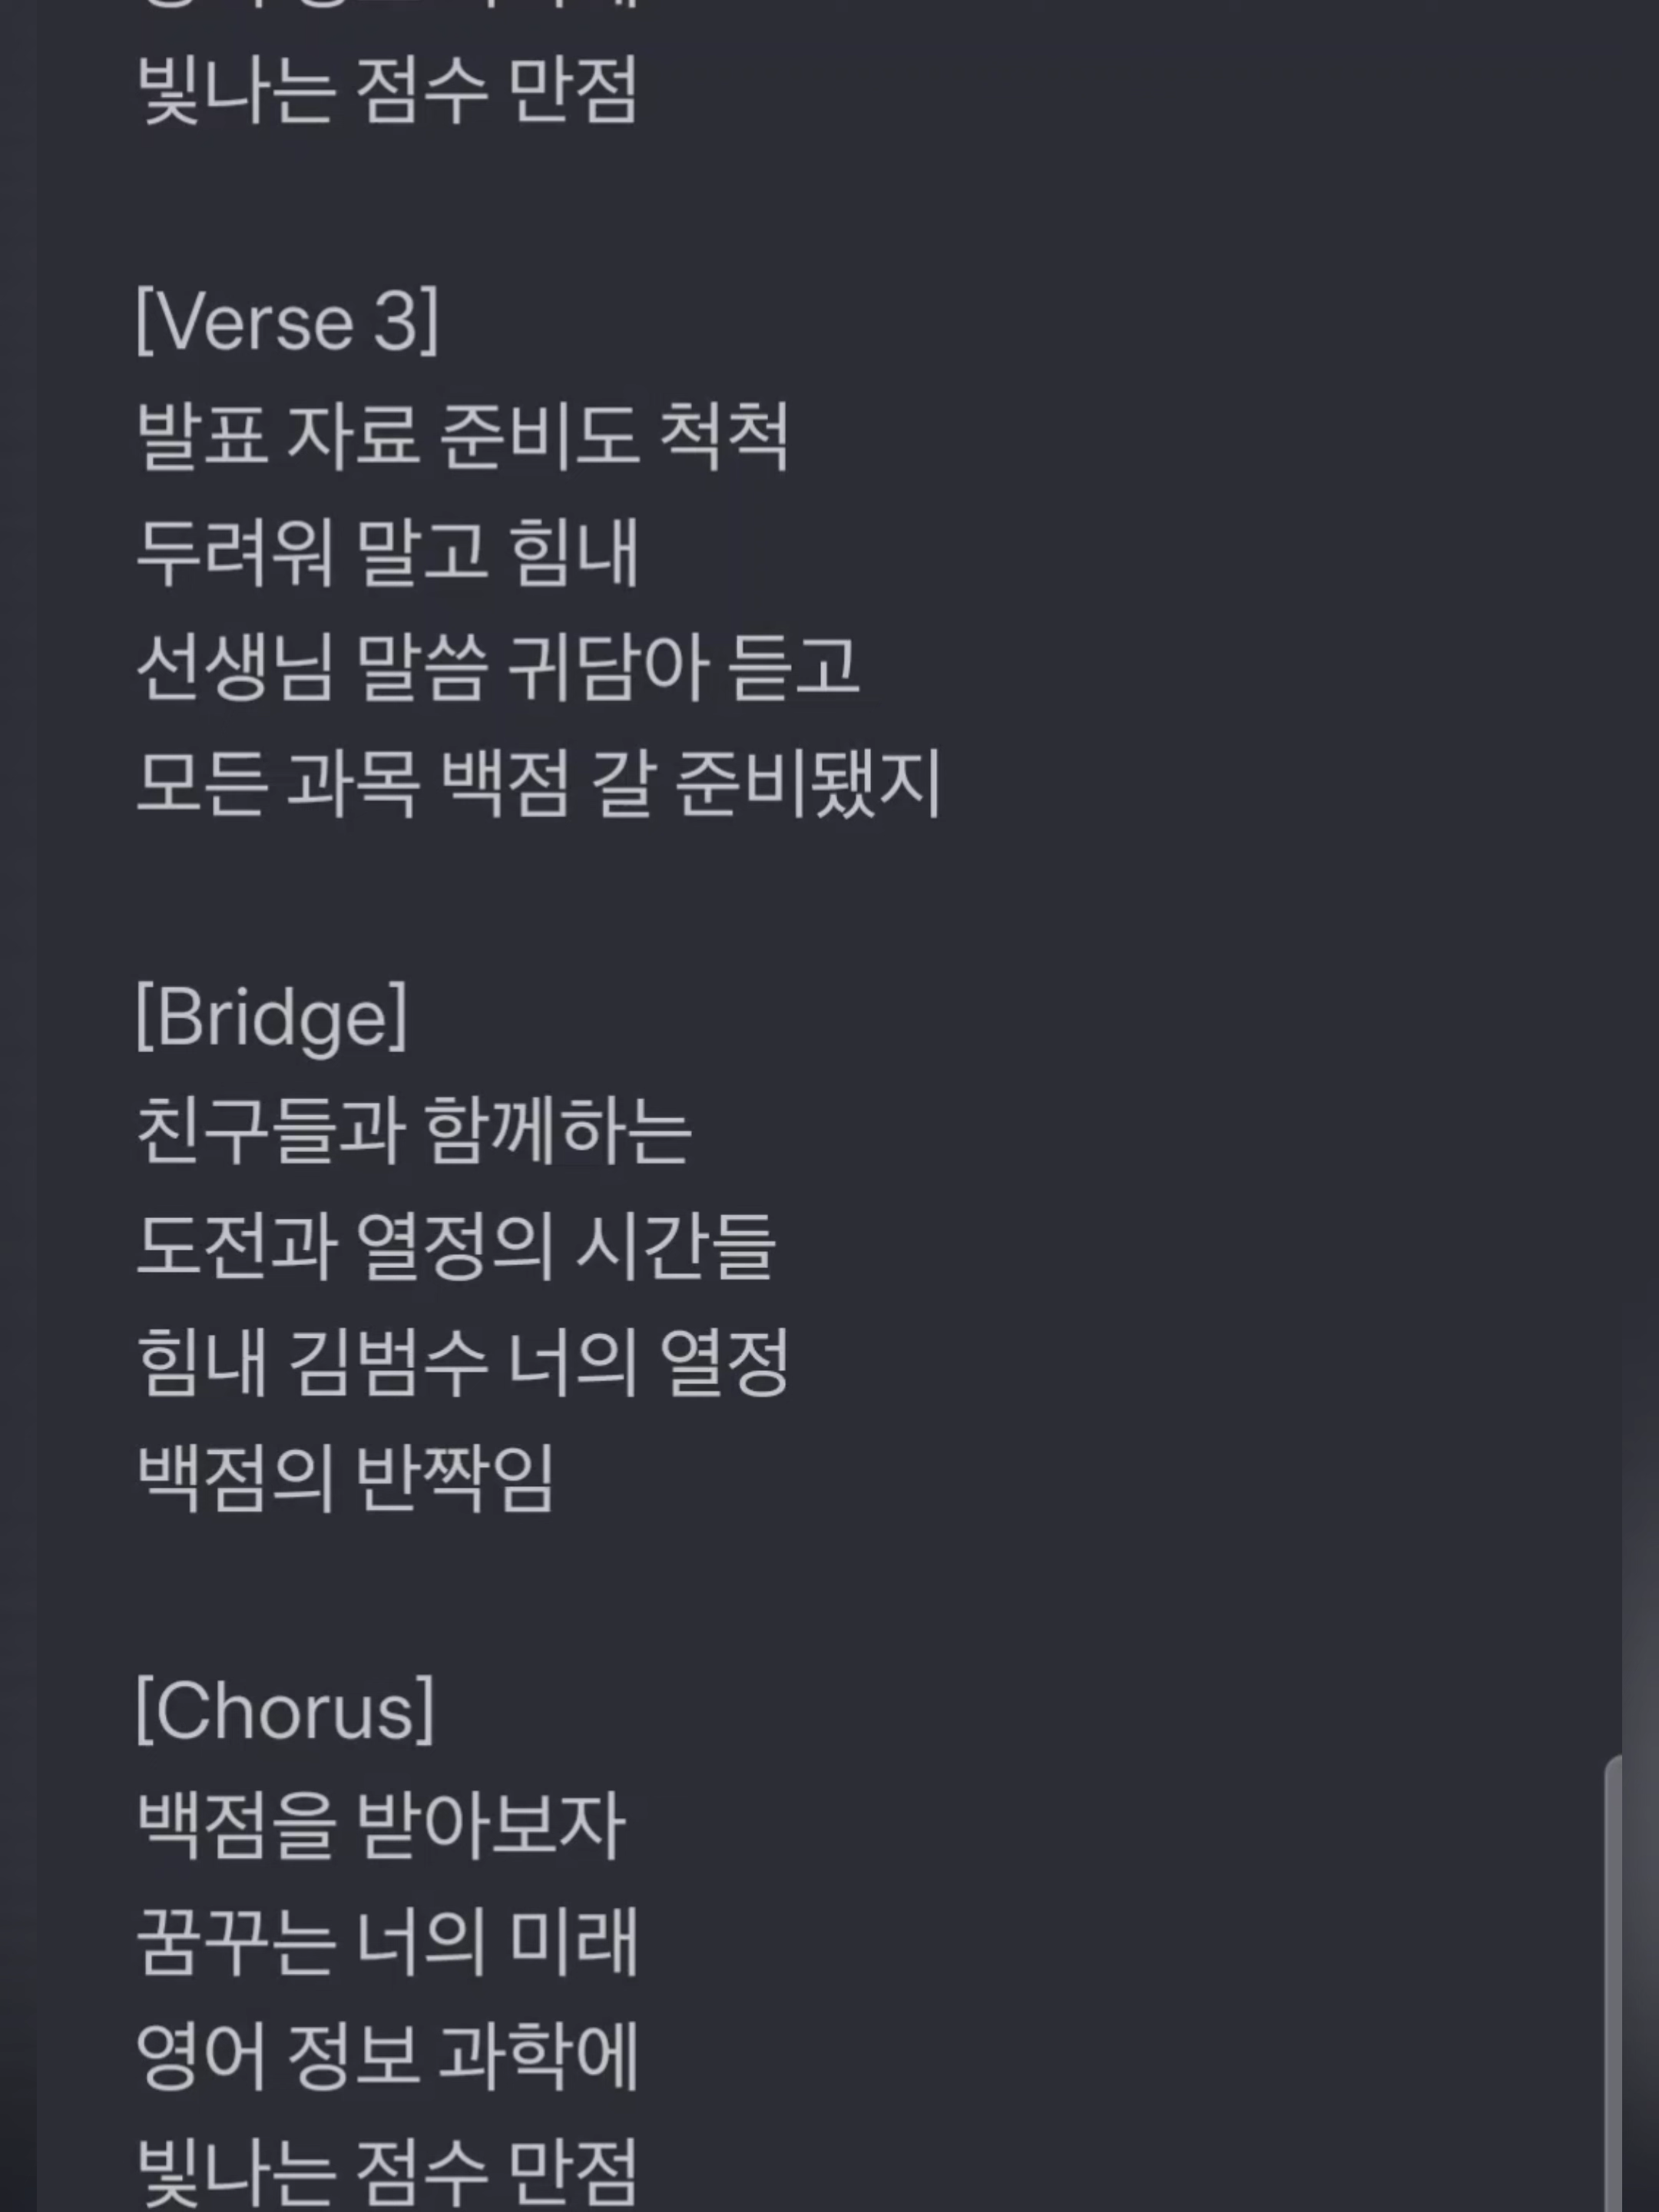 빛나는 점수 만점
[Verse 3]
발표 자료 준비도 척척
두려워 말고 힘내
선생님 말씀 귀담아 듣고
모든 과목 백점 갈 준비됐지
[Bridge]
친구들과 함께하는
도전과 열정의 시간들
힘내 김범수 너의 열정
백점의 반짝임
[Chorus]
백점을 받아보자
꿈꾸는 너의 미래
영어 정보 과학에
빛나는 점수 만점